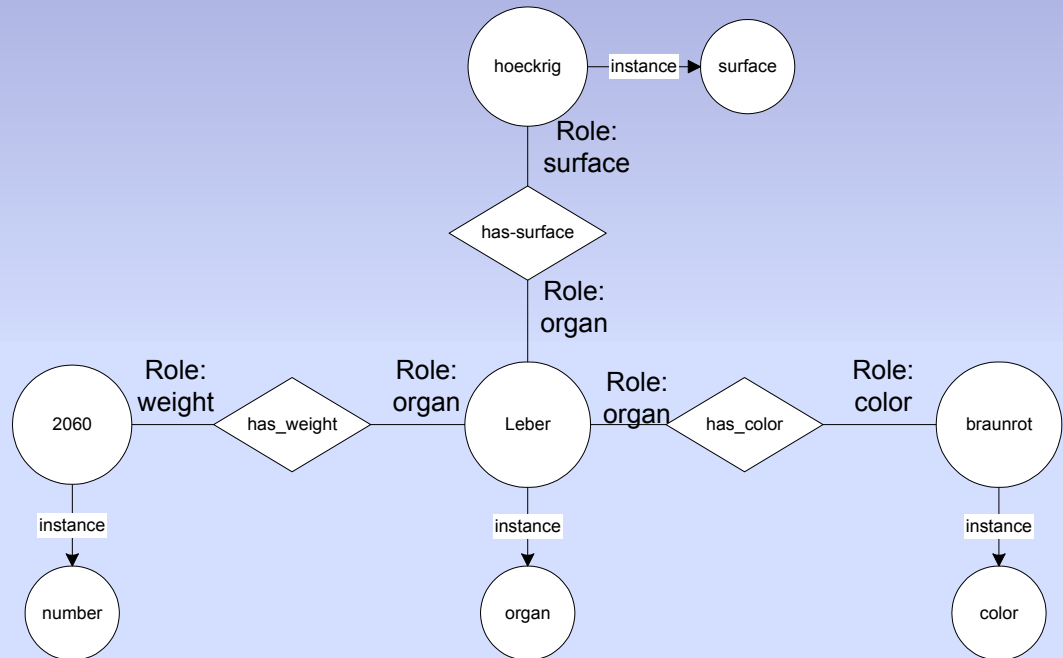 hoeckrig
instance
surface
Role:
surface
has-surface
Role:
organ
2060
Role:
weight
has_weight
Role:
organ
Leber
Role:
organ
has_color
Role:
color
braunrot
instance
instance
instance
number
organ
color